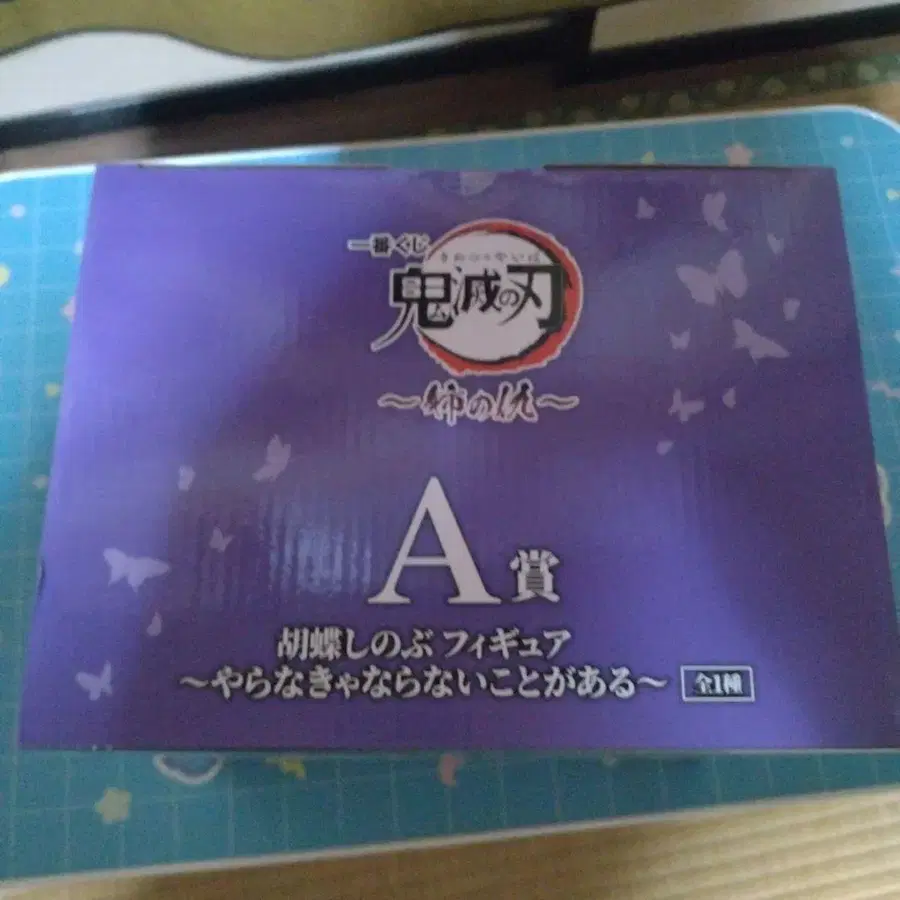 一番くじ
きめつのやいば
鬼滅の刃
～姉の仇～
A賞
胡蝶しのぶ フィギュア
～やらなきゃならないことがある～ 全1種